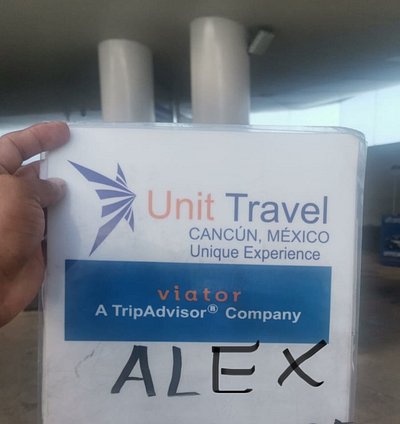 Unit Travel
CANCÚN, MÉXICO
Unique Experience
viator
A TripAdvisor® Company
ALEX